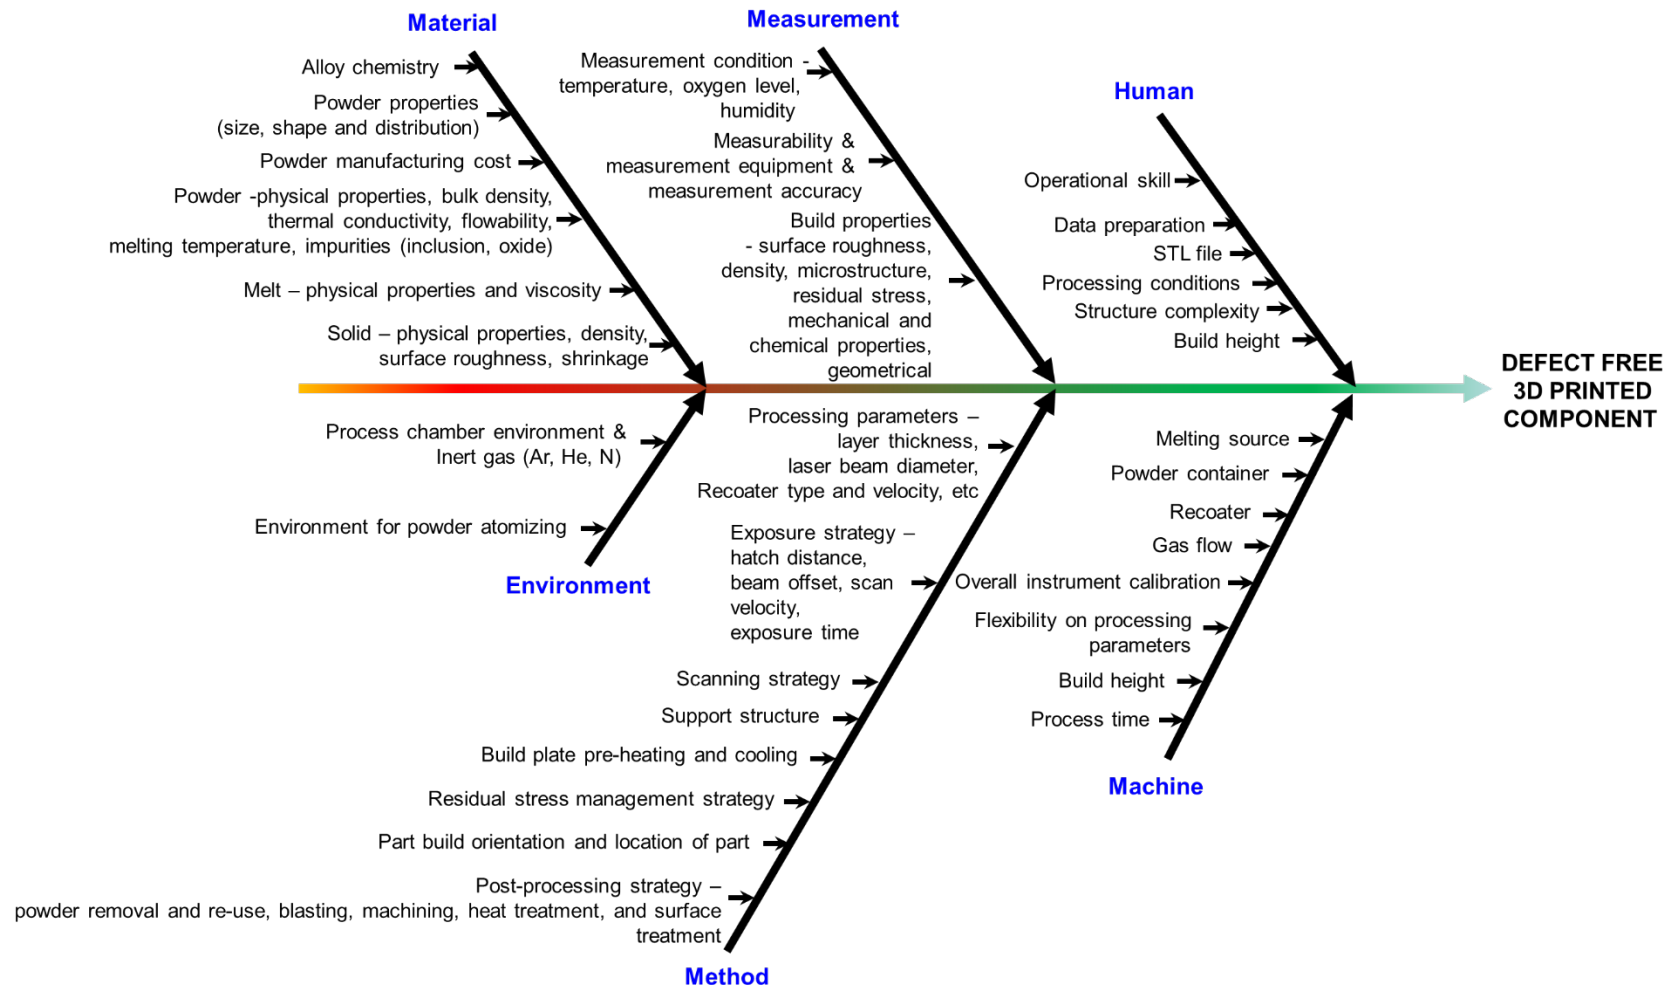 Material
Alloy chemistry
Powder properties
(size, shape and distribution)
Powder manufacturing cost
Powder -physical properties, bulk density,
thermal conductivity, flowability,
melting temperature, impurities (inclusion, oxide)
Melt – physical properties and viscosity
Solid – physical properties, density,
surface roughness, shrinkage
Measurement
Measurement condition -
temperature, oxygen level,
humidity
Measurability &
measurement equipment &
measurement accuracy
Build properties
- surface roughness,
density, microstructure,
residual stress,
mechanical and
chemical properties,
geometrical
Human
Operational skill
Data preparation
STL file
Processing conditions
Structure complexity
Build height
DEFECT FREE
3D PRINTED
COMPONENT
Process chamber environment &
Inert gas (Ar, He, N)
Environment for powder atomizing
Environment
Processing parameters –
layer thickness,
laser beam diameter,
Recoater type and velocity, etc
Exposure strategy –
hatch distance,
beam offset, scan
velocity,
exposure time
Scanning strategy
Support structure
Build plate pre-heating and cooling
Residual stress management strategy
Part build orientation and location of part
Post-processing strategy –
powder removal and re-use, blasting, machining, heat treatment, and surface
treatment
Method
Melting source
Powder container
Recoater
Gas flow
Overall instrument calibration
Flexibility on processing
parameters
Build height
Process time
Machine